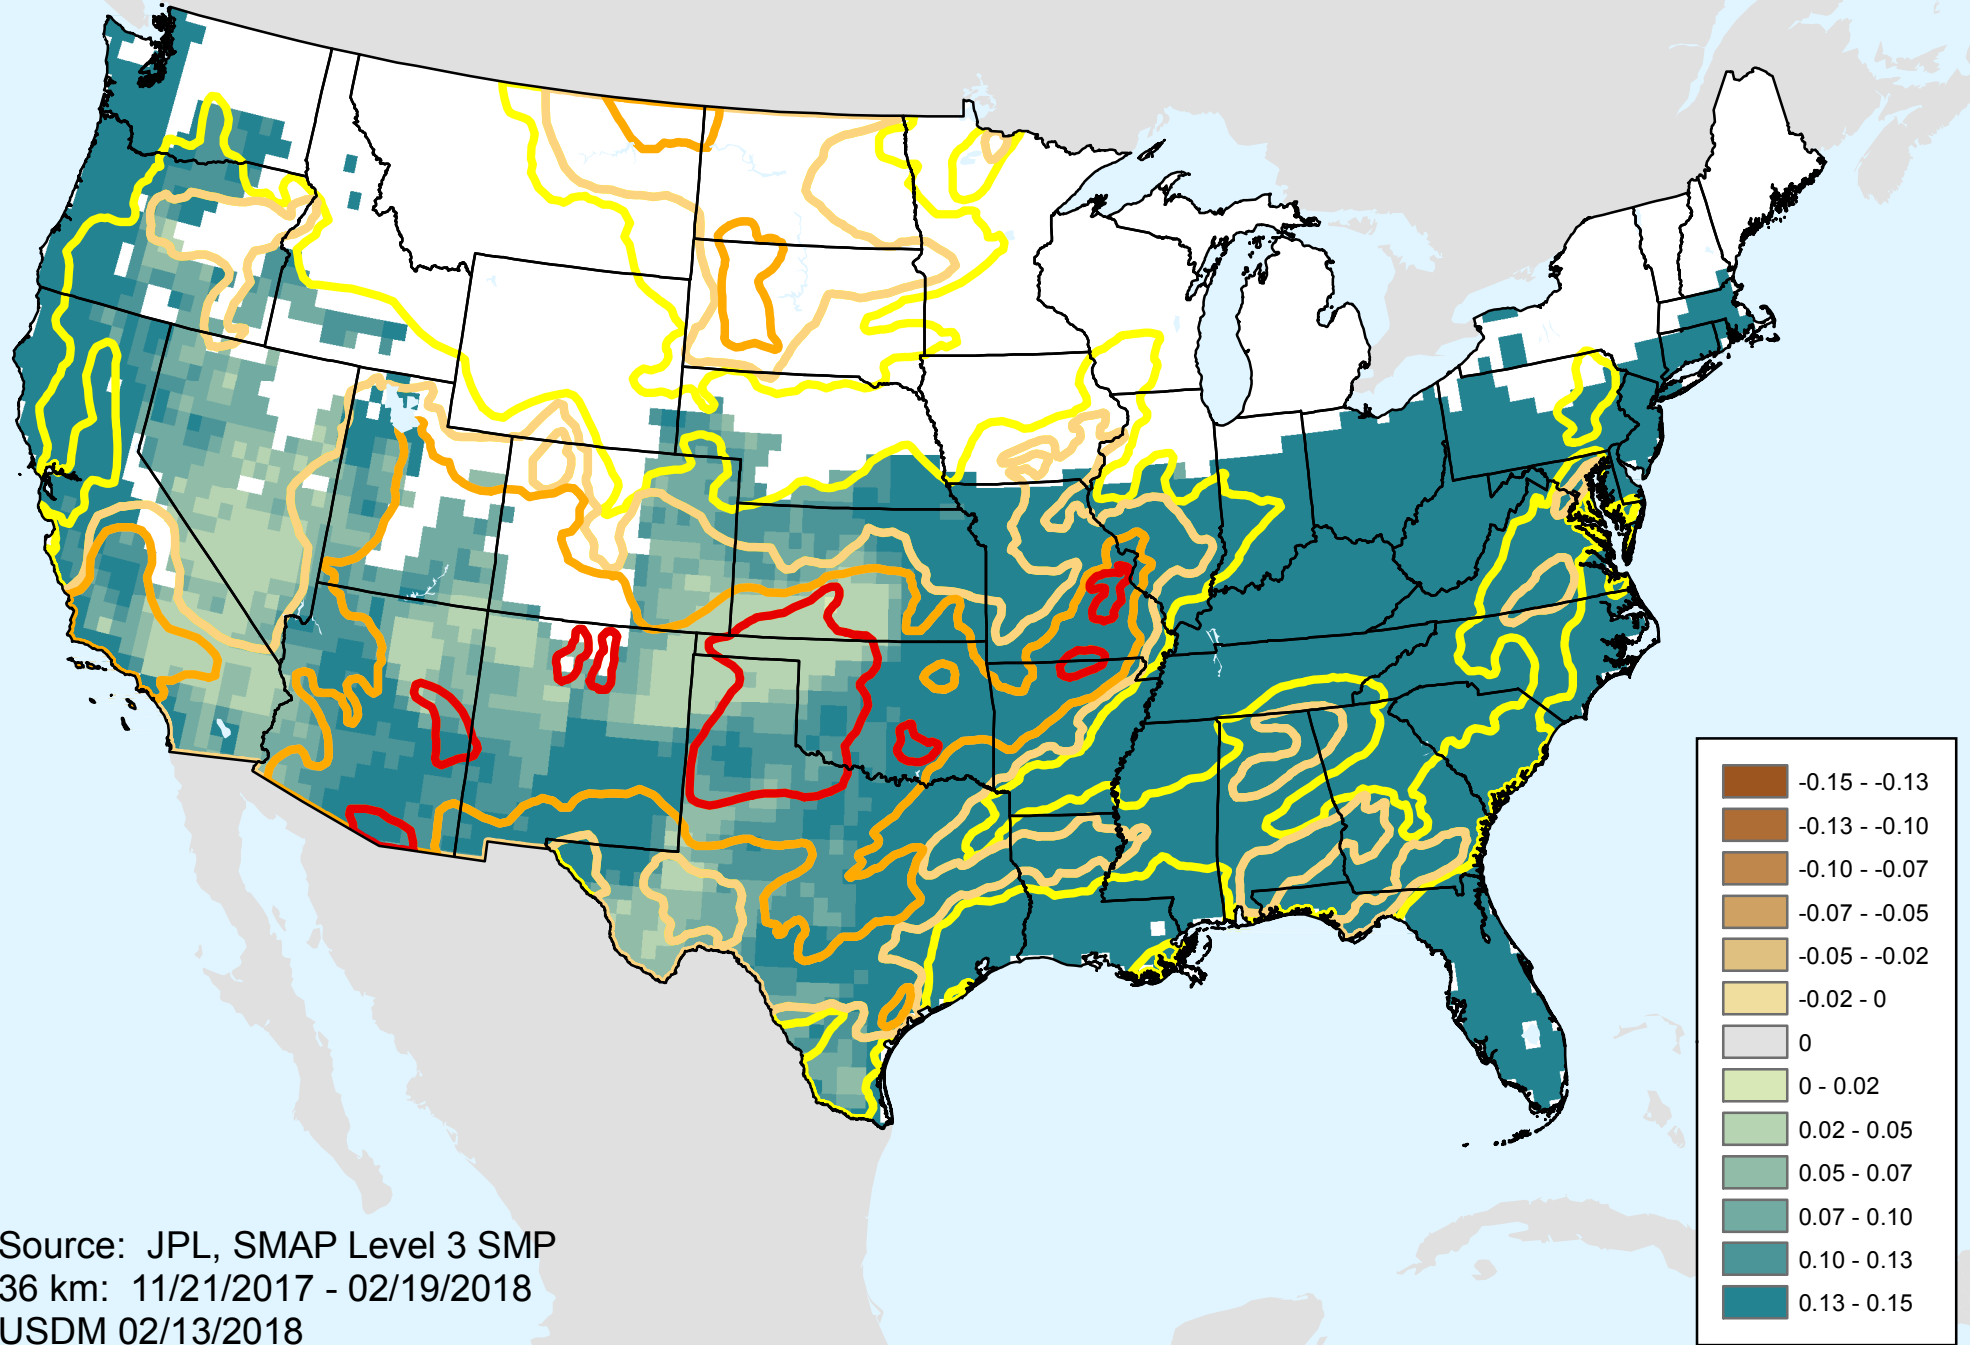 -0.15 - -0.13
-0.13 - -0.10
-0.10 - -0.07
-0.07 - -0.05
-0.05 - -0.02
-0.02 - 0
0
0 - 0.02
0.02 - 0.05
0.05 - 0.07
0.07 - 0.10
0.10 - 0.13
0.13 - 0.15
Source: JPL, SMAP Level 3 SMP
36 km: 11/21/2017 - 02/19/2018
USDM 02/13/2018